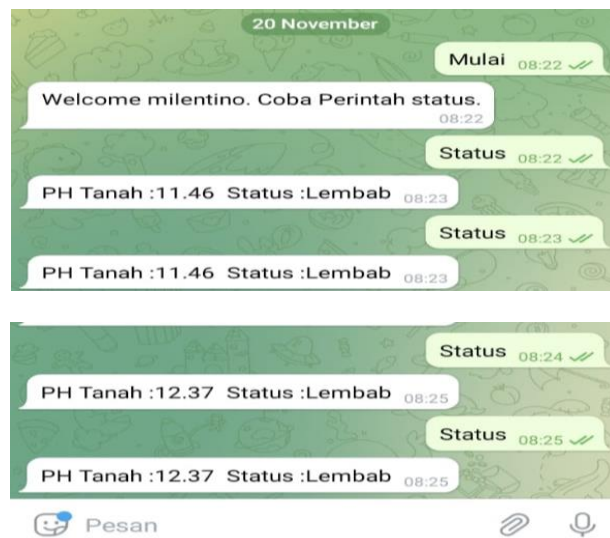 20 November
Mulai 08:22
Welcome milentino. Coba Perintah status.
08:22
Status 08:22
PH Tanah :11.46 Status :Lembab 08:23
Status 08:23
PH Tanah :11.46 Status :Lembab 08:23
Status 08:24
PH Tanah :12.37 Status :Lembab 08:25
Status 08:25
PH Tanah :12.37 Status :Lembab 08:25
Pesan